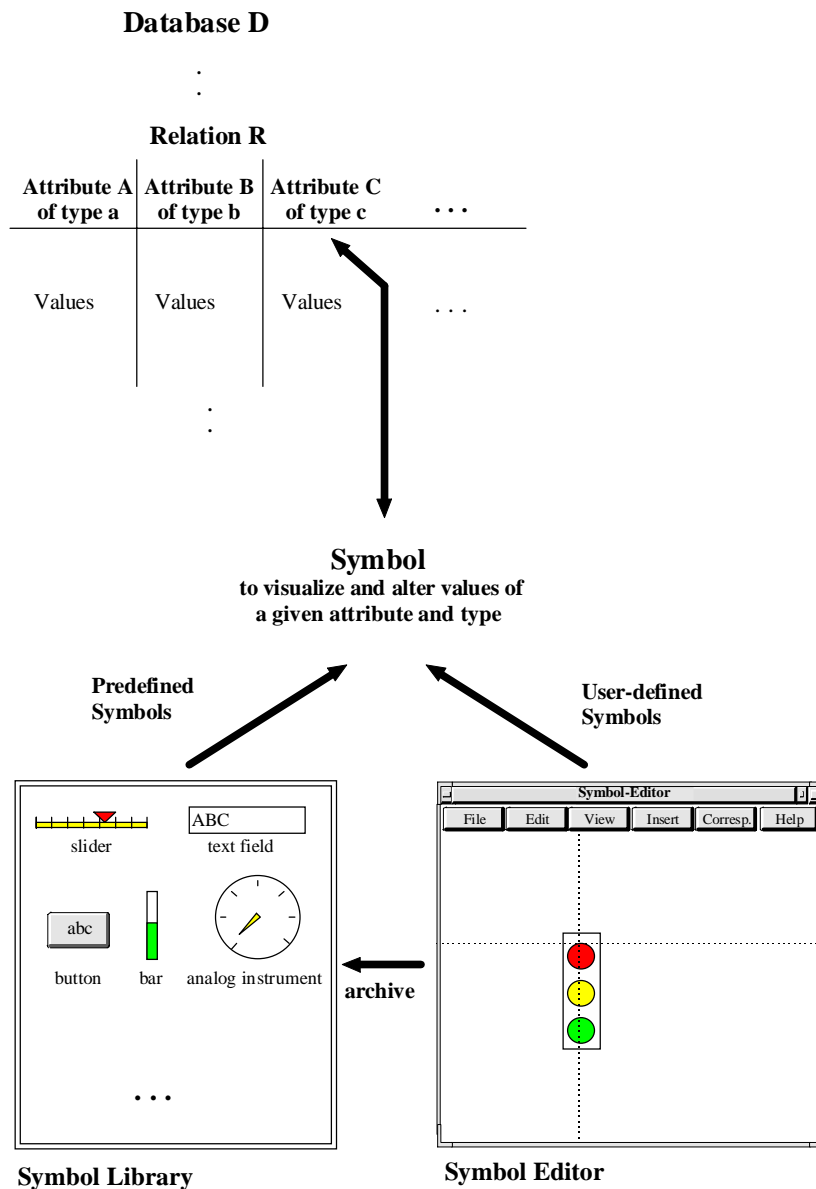 Database D
.
.
Relation R
Attribute A Attribute B Attribute C
of type a of type b of type c . . .
Values Values Values . . .
.
.
Symbol
to visualize and alter values of
a given attribute and type
Predefined
Symbols
User-defined
Symbols
ABC
slider text field
abc
button bar analog instrument
. . .
Symbol Library
archive
Symbol-Editor
File Edit View Insert Corresp. Help
Symbol Editor